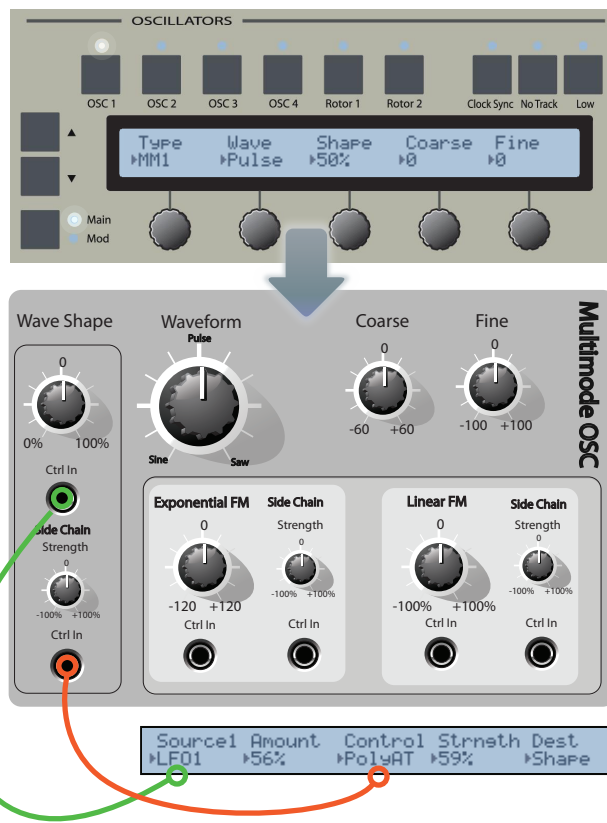 OSCILLATORS
OSC 1 OSC 2 OSC 3 OSC 4 Rotor 1 Rotor 2 Clock Sync No Track Low
Type Wave Shape Coarse Fine
MM1 Pulse 50% 0 0
Main
Mod
Multimode OSC
Wave Shape Waveform Coarse Fine
Pulse
0 0 0
-60 +60 -100 +100
0% 100%
Sine Saw
Ctrl In
Side Chain
Strength
0
-100% +100%
Ctrl In
Exponential FM Side Chain
Strength
0 0
-100% +100%
-120 +120
Ctrl In Ctrl In
Linear FM Side Chain
Strength
0 0
-100% +100%
-100% +100%
Ctrl In Ctrl In
Source1 Amount Control Strngth Dest
LFO1 56% PolyAT 59% Shape